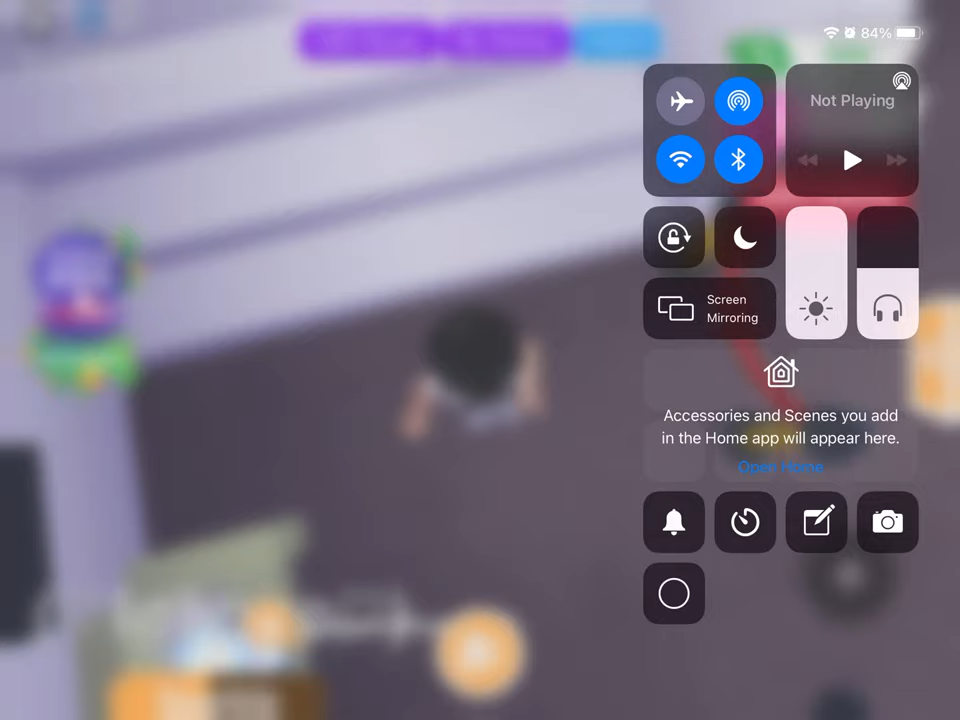 84%
Not Playing
Screen
Mirroring
Accessories and Scenes you add
in the Home app will appear here.
Open Home